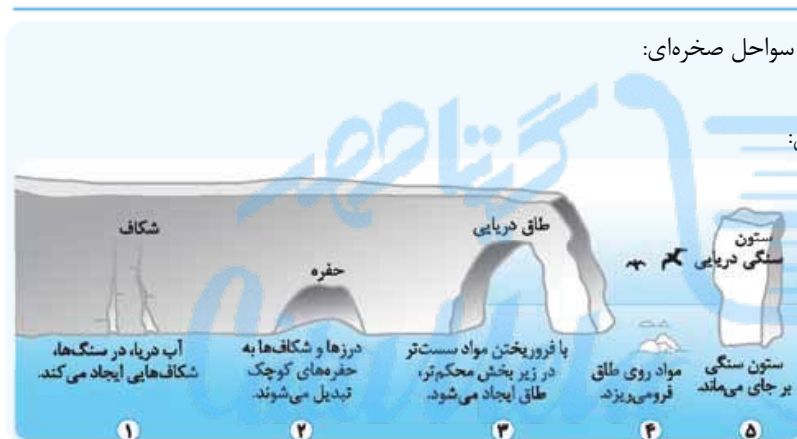 سواحل صخره‌ای:
شکاف
حفره
طاق دریایی
ستون
سنگی دریایی
آب دریا، در سنگ‌ها،
شکاف‌هایی ایجاد می‌کند.
۱
درزها و شکاف‌ها به
حفره‌های کوچک
تبدیل می‌شوند.
۲
با فروریختن مواد سست‌تر
در زیر بخش محکم‌تر،
طاق ایجاد می‌شود.
۳
مواد روی طاق
فرومی‌ریزد.
۴
ستون سنگی
بر جای می‌ماند.
۵